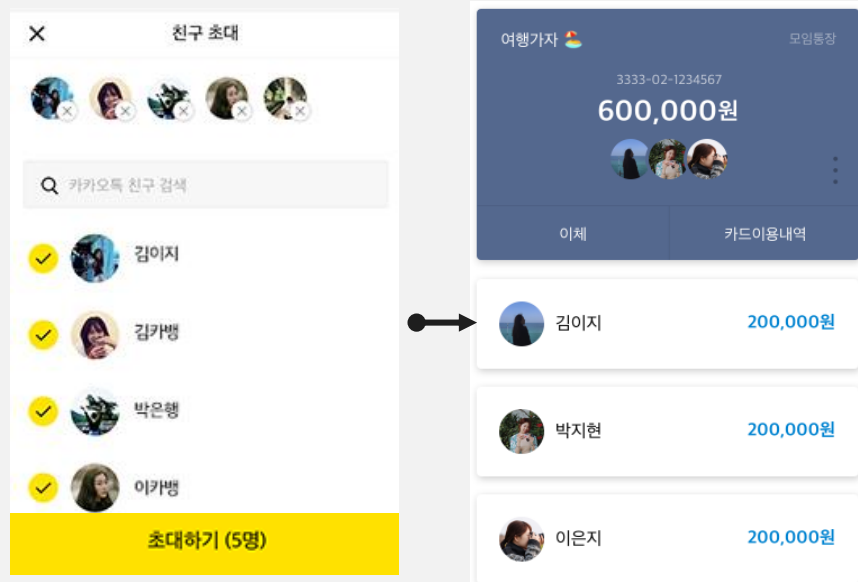 친구 초대
카카오톡 친구 검색
김이지
김카뱅
박은행
이카뱅
초대하기 (5명)
여행가자 🏖️
모임통장
3333-02-1234567
600,000원
이체
카드이용내역
김이지
200,000원
박지현
200,000원
이은지
200,000원